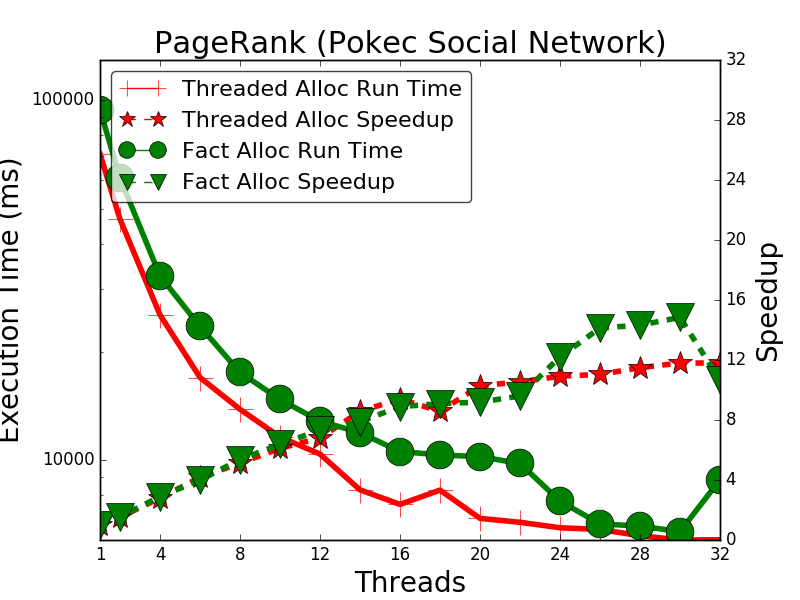 PageRank (Pokec Social Network)
Threaded Alloc Run Time
Threaded Alloc Speedup
Fact Alloc Run Time
Fact Alloc Speedup
Execution Time (ms)
100000
10000
Speedup
32
28
24
20
16
12
8
4
0
1 4 8 12 16 20 24 28 32
Threads